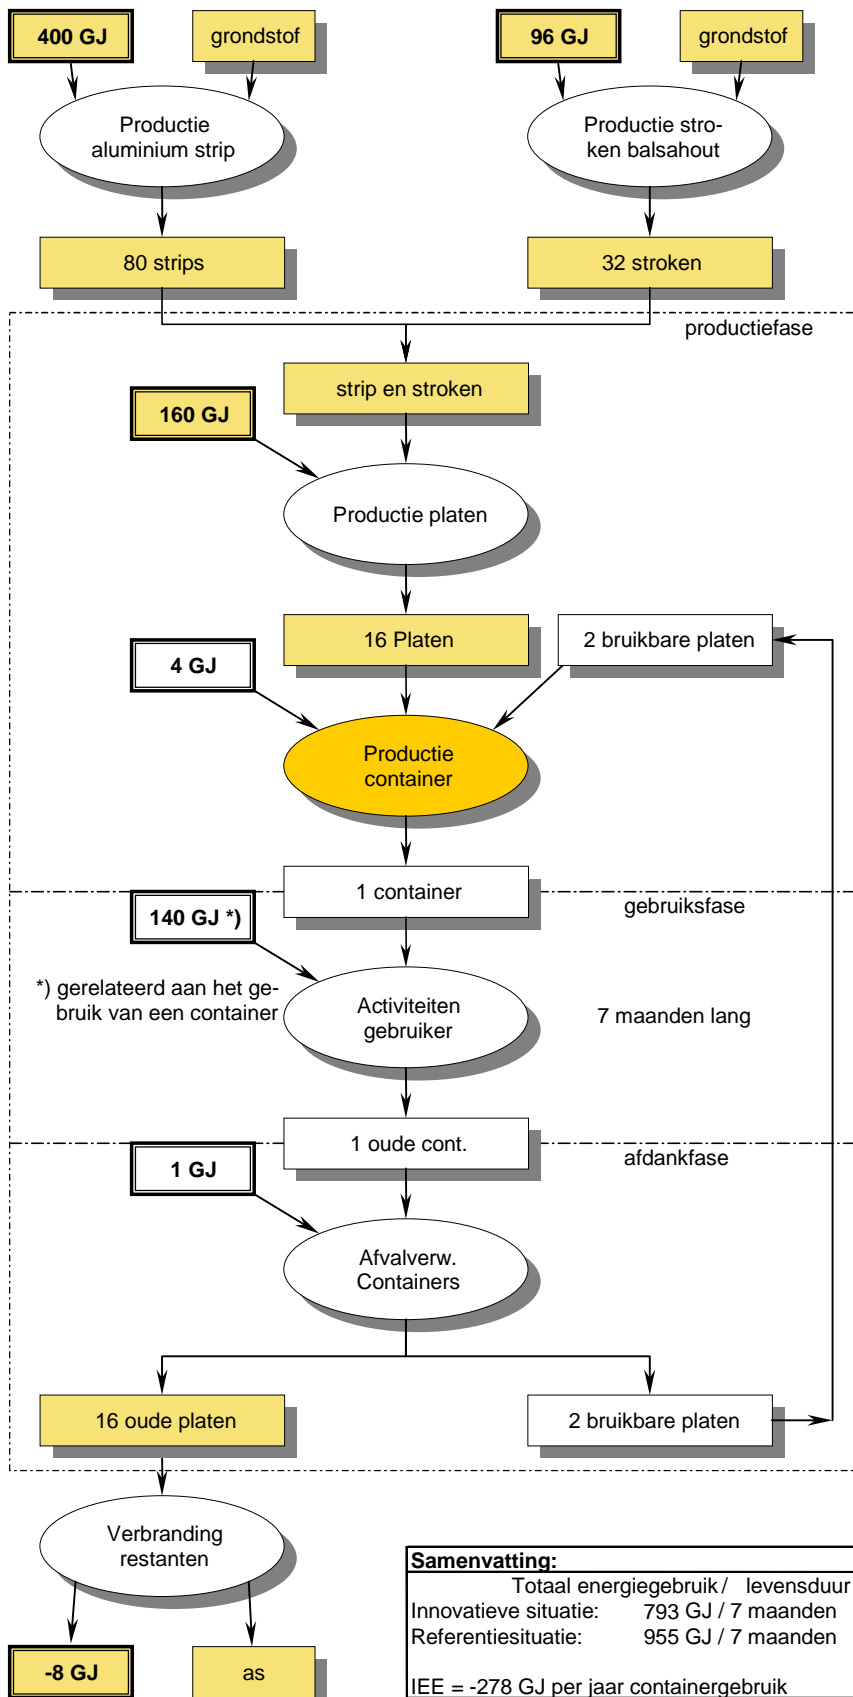 400 GJ
grondstof
96 GJ
grondstof
Productie
aluminium strip
Productie stro-
ken balsahout
80 strips
32 stroken
productiefase
strip en stroken
160 GJ
Productie platen
16 Platen
2 bruikbare platen
4 GJ
Productie
container
1 container
gebruiksfase
140 GJ *)
*) gerelateerd aan het ge-
bruik van een container
Activiteiten
gebruiker
7 maanden lang
1 oude cont.
afdankfase
1 GJ
Afvalverw.
Containers
16 oude platen
2 bruikbare platen
Verbranding
restanten
-8 GJ
as
Samenvatting:
Totaal energiegebruik / levensduur
Innovatieve situatie: 793 GJ / 7 maanden
Referentiesituatie: 955 GJ / 7 maanden
IEE = -278 GJ per jaar containergebruik